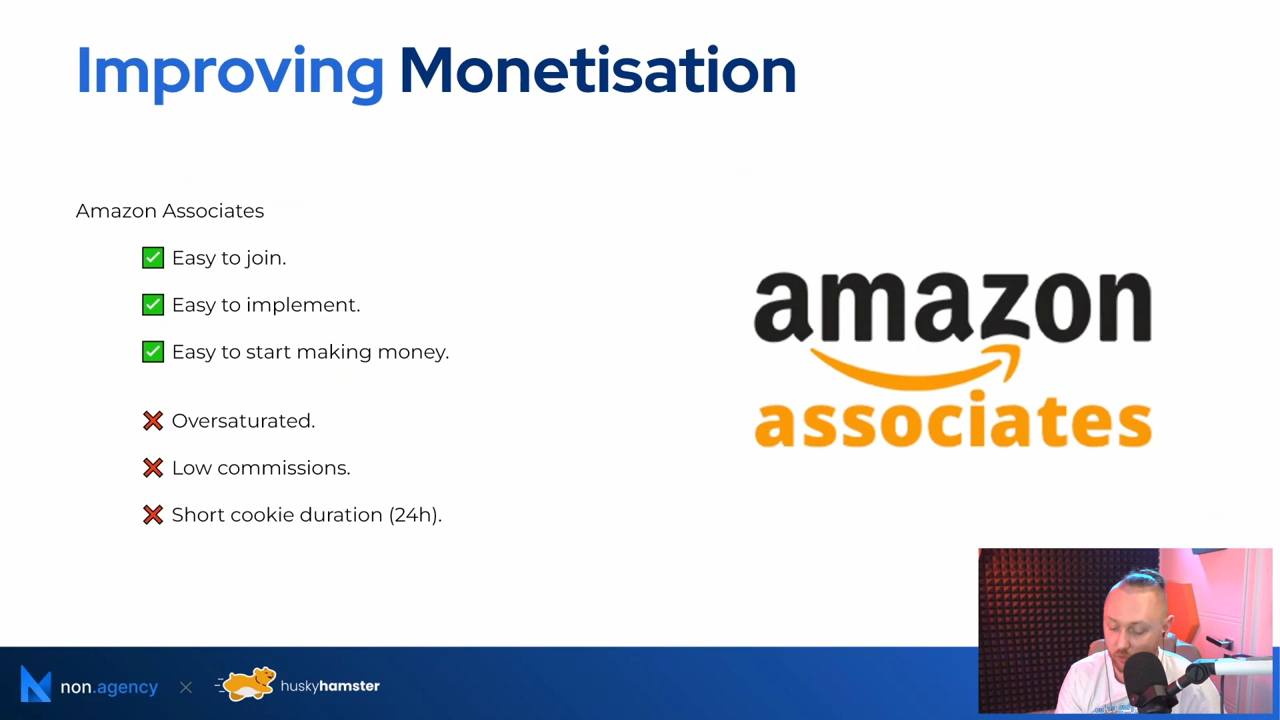 Improving Monetisation
Amazon Associates
Easy to join.
Easy to implement.
Easy to start making money.
Oversaturated.
Low commissions.
Short cookie duration (24h).
amazon
associates
non.agency
huskyhamster